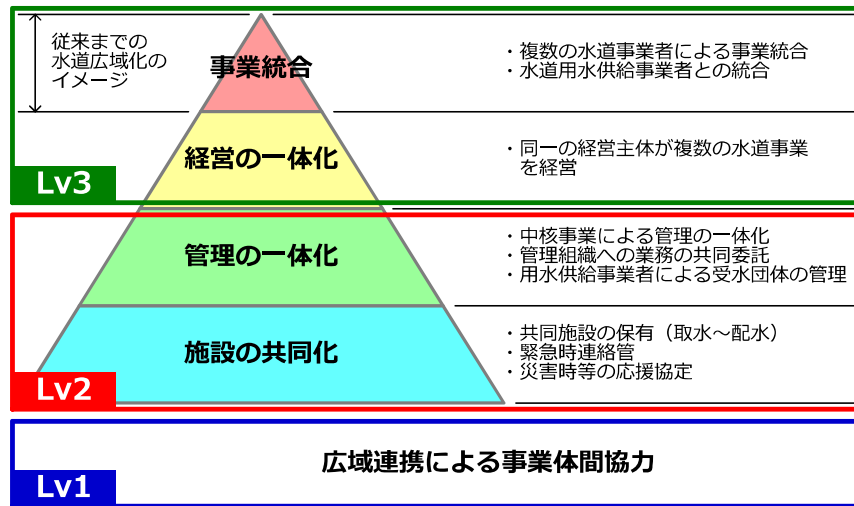 従来までの
水道広域化の
イメージ
事業統合
・複数の水道事業者による事業統合
・水道用水供給事業者との統合
経営の一体化
・同一の経営主体が複数の水道事業
を経営
Lv3
管理の一体化
・中核事業による管理の一体化
・管理組織への業務の共同委託
・用水供給事業者による受水団体の管理
施設の共同化
・共同施設の保有（取水～配水）
・緊急時連絡管
・災害時等の応援協定
Lv2
広域連携による事業体間協力
Lv1